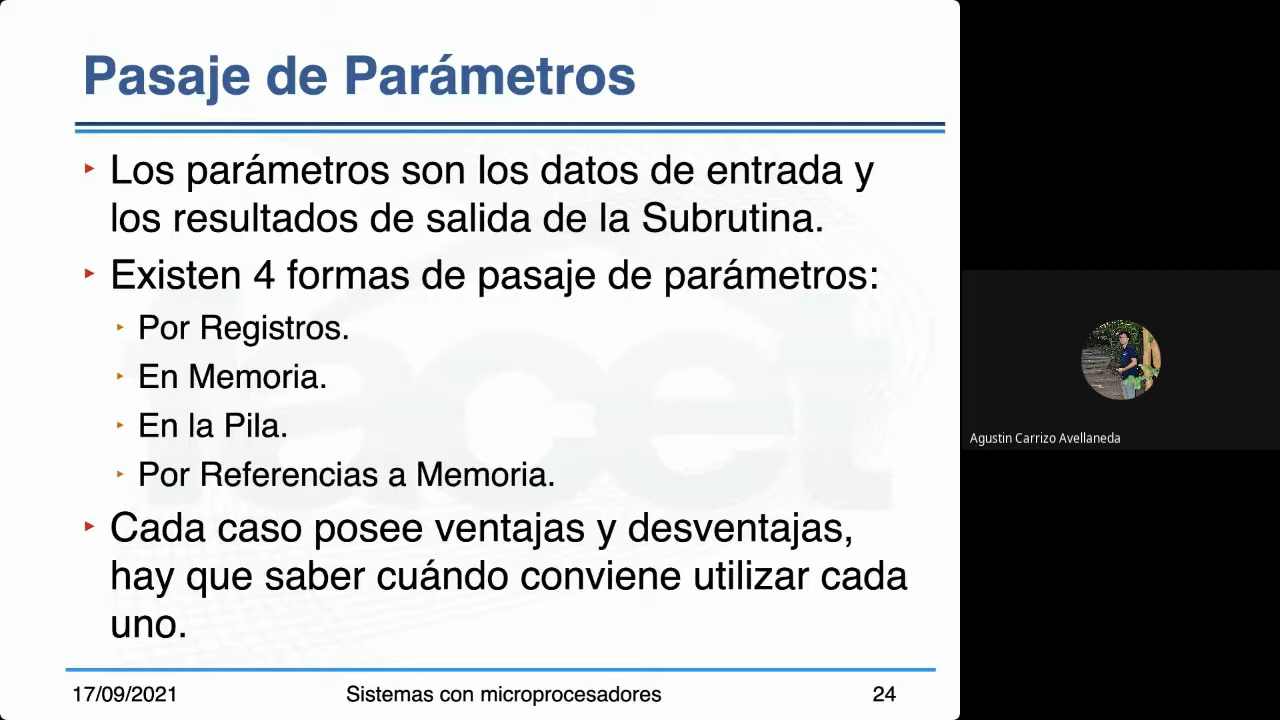 Pasaje de Parámetros
Los parámetros son los datos de entrada y
los resultados de salida de la Subrutina.
Existen 4 formas de pasaje de parámetros:
Por Registros.
En Memoria.
En la Pila.
Por Referencias a Memoria.
Cada caso posee ventajas y desventajas,
hay que saber cuándo conviene utilizar cada
uno.
17/09/2021 Sistemas con microprocesadores 24
Agustin Carrizo Avellaneda